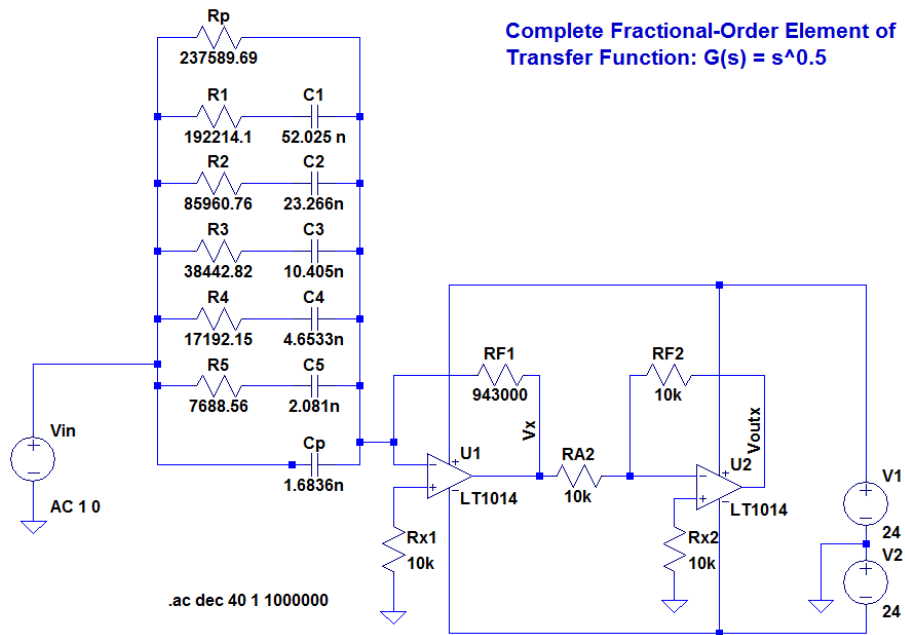 Complete Fractional-Order Element of
Transfer Function: G(s) = s^0.5
Rp
237589.69
R1
C1
192214.1
52.025 n
R2
C2
85960.76
23.266n
R3
C3
38442.82
10.405n
R4
C4
17192.15
4.6533n
R5
C5
7688.56
2.081n
Cp
1.6836n
Vin
AC 1 0
RF1
943000
RF2
10k
Vx
Voutx
U1
LT1014
RA2
10k
U2
LT1014
Rx1
10k
Rx2
10k
V1
24
V2
24
.ac dec 40 1 1000000